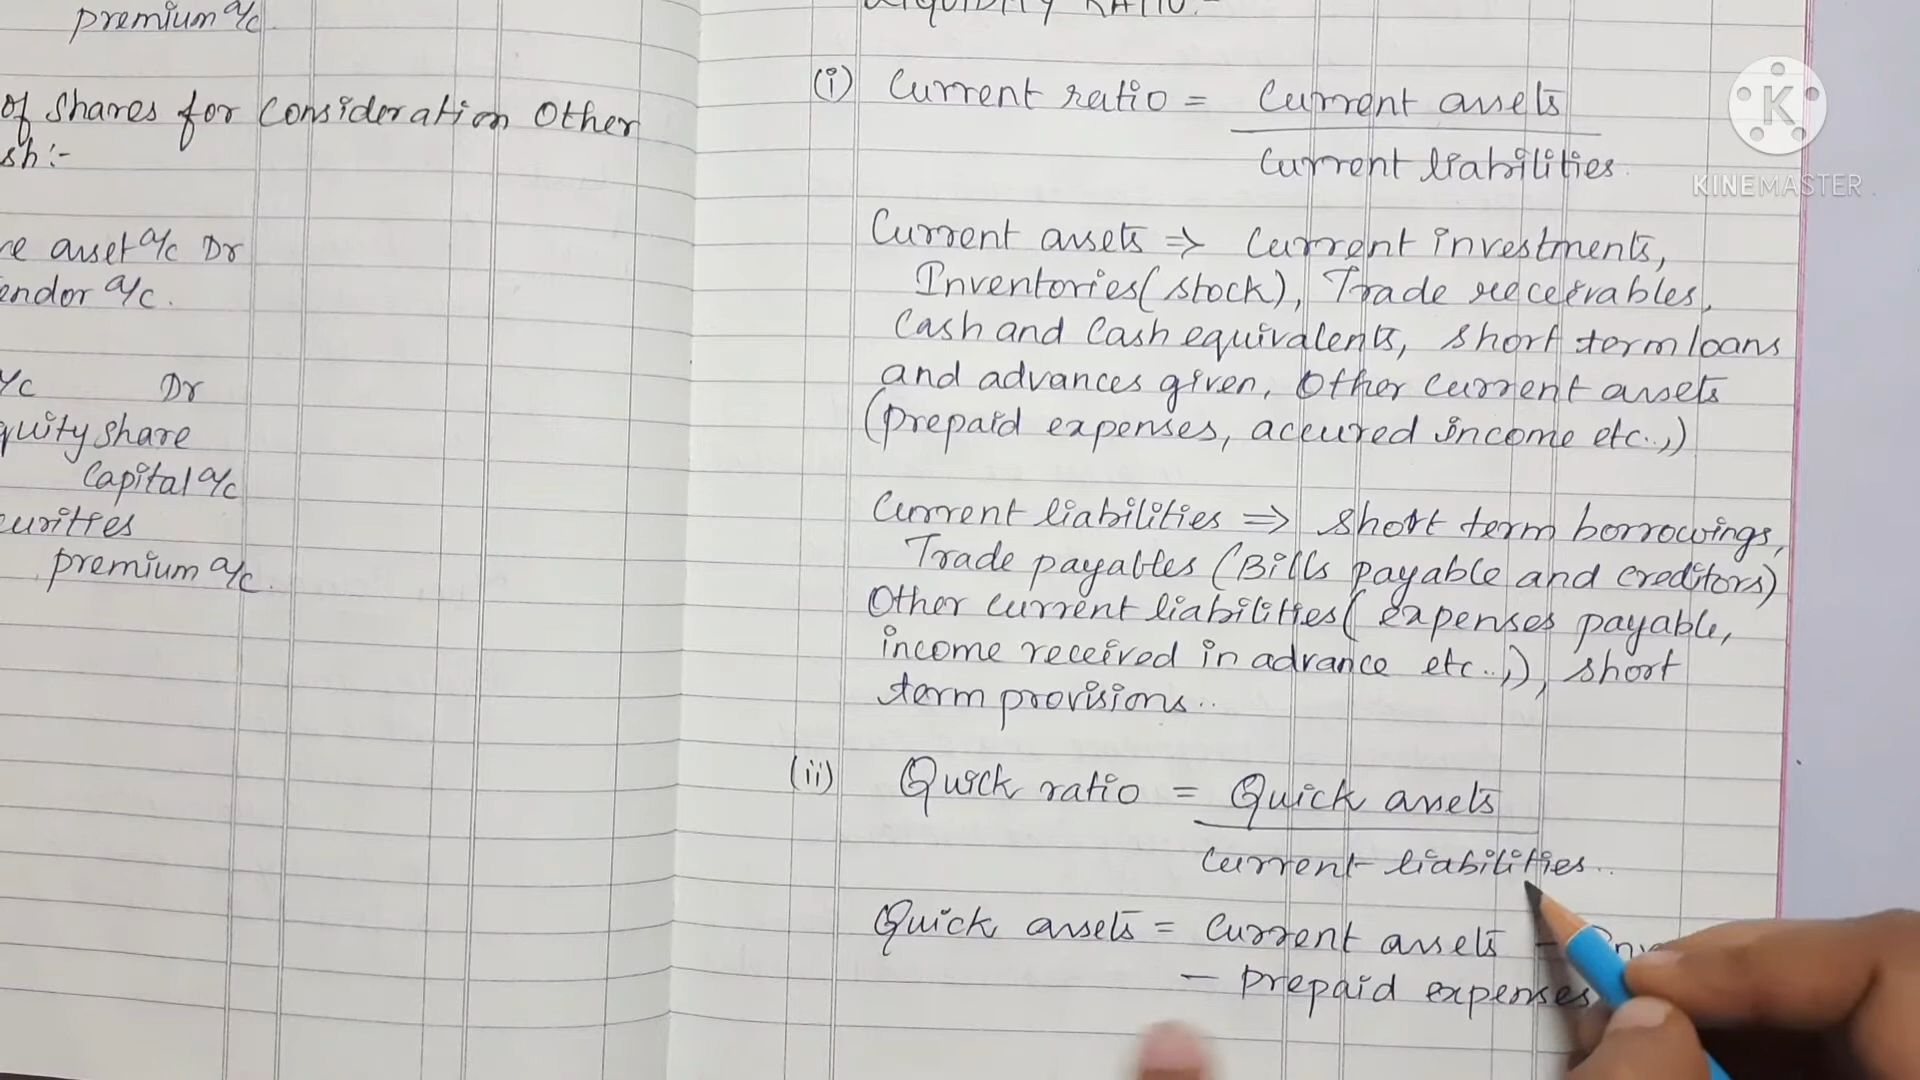 premium a/c.
of shares for consideration other
sh:-
re asset a/c Dr
endor a/c.
a/c Dr
quity share
capital a/c
curities
premium a/c.
LIQUIDITY RATIO:-
(i) Current ratio = Current assets
Current liabilities.
Current assets ⇒ Current investments,
Inventories(stock), Trade receivables,
Cash and Cash equivalents, short term loans
and advances given, Other current assets
(prepaid expenses, accured income etc..,)
Current liabilities ⇒ short term borrowings,
Trade payables (Bills payable and creditors)
Other current liabilities( expenses payable,
income received in advance etc..,), short
term provisions..
(ii) Quick ratio = Quick assets
Current liabilities..
Quick assets = Current assets -
- prepaid expenses
K
KINEMASTER